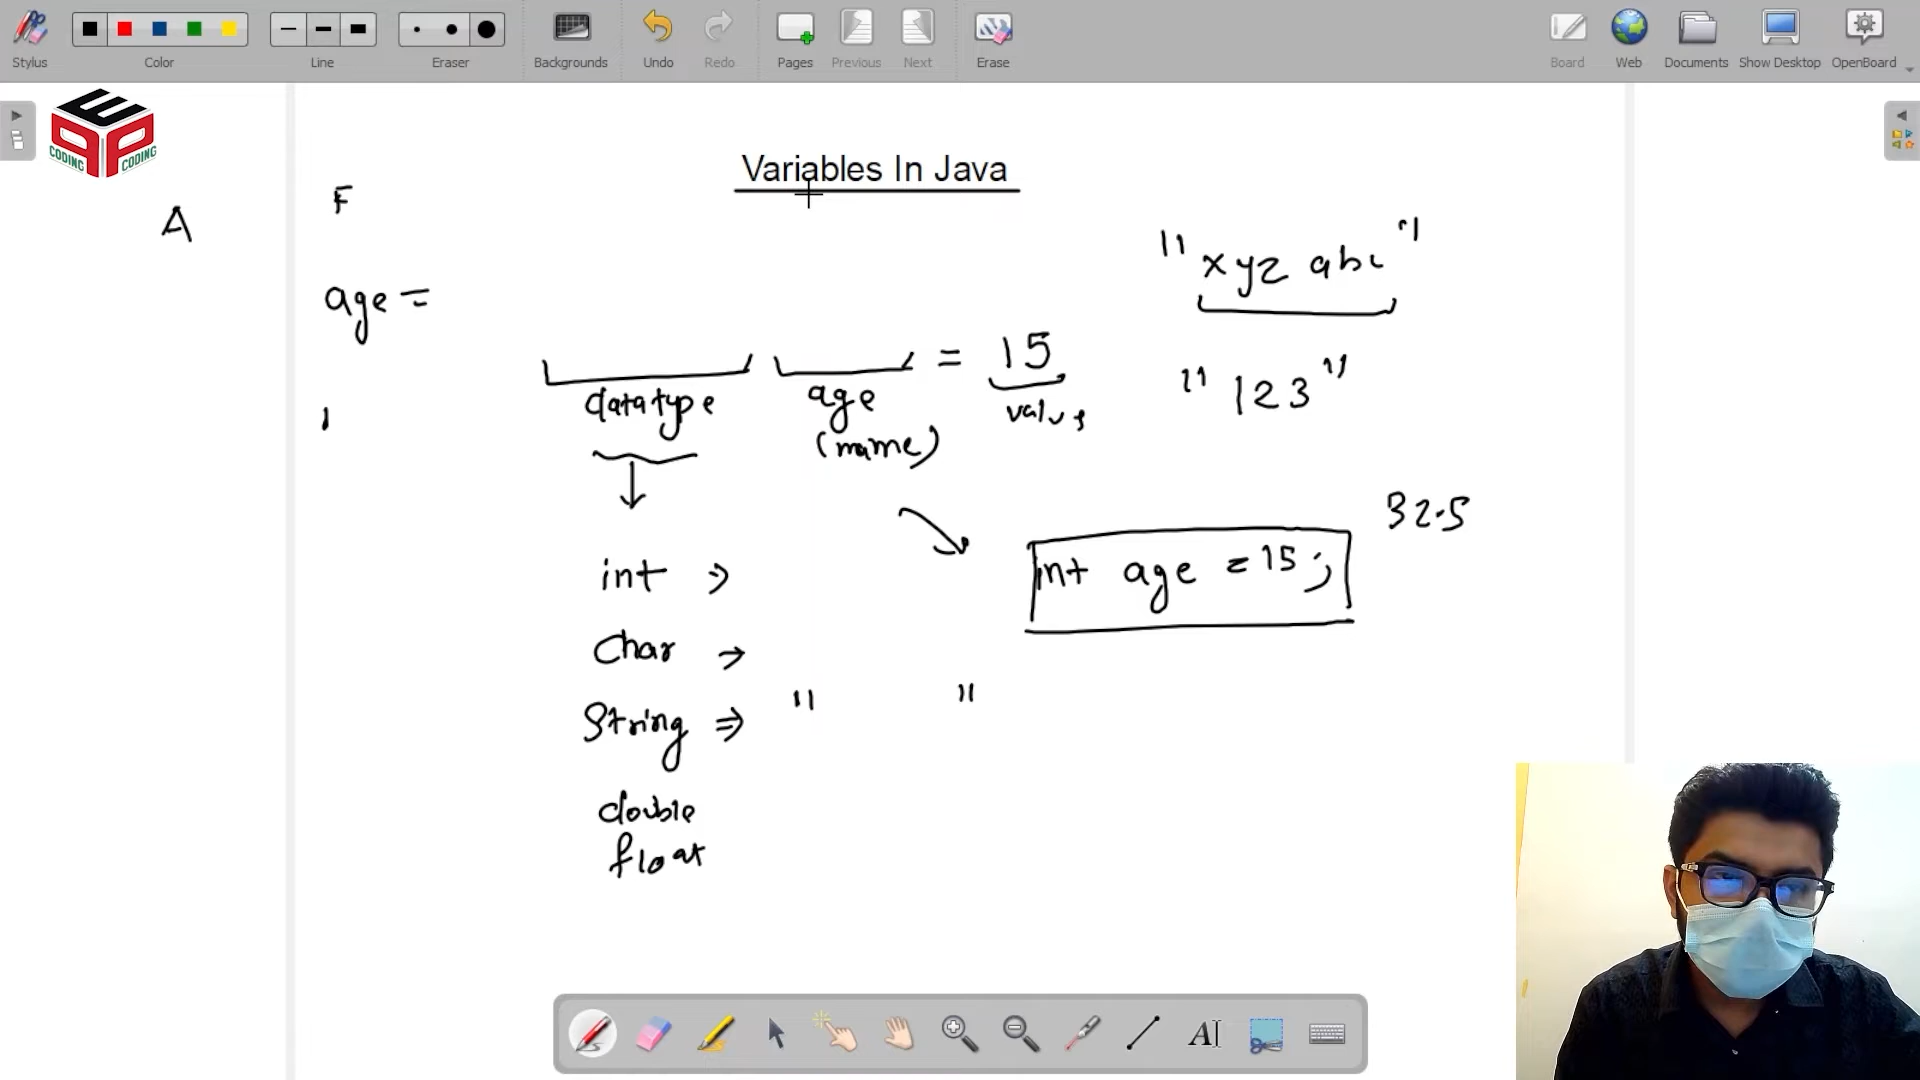 Stylus
Color
Line
Eraser
Backgrounds
Undo
Redo
Pages
Previous
Next
Erase
Board
Web
Documents
Show Desktop
OpenBoard
CODING
CODING
Variables In Java
A
F
age =
"xyz abc"
= 15
datatype
age
(name)
value
"123"
32.5
int age = 15;
int →
Char →
String ⇒ " "
double
float